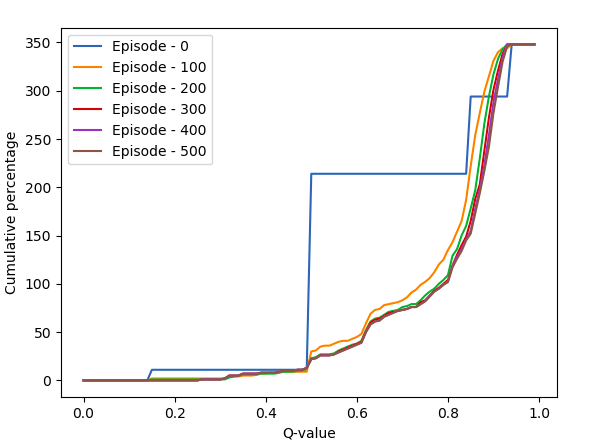 Episode - 0
Episode - 100
Episode - 200
Episode - 300
Episode - 400
Episode - 500
Cumulative percentage
350
300
250
200
150
100
50
0
0.0 0.2 0.4 0.6 0.8 1.0
Q-value